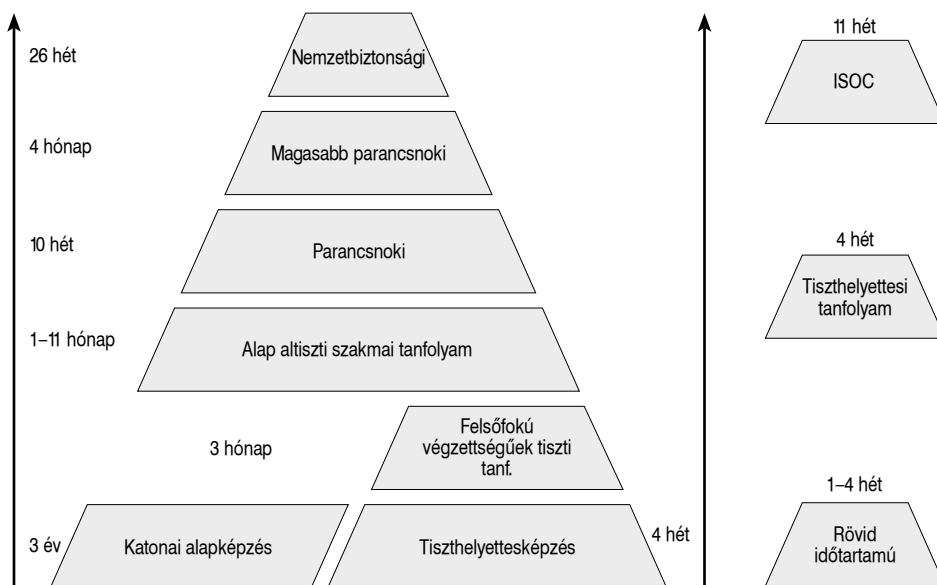 26 hét
Nemzetbiztonsági
4 hónap
Magasabb parancsnoki
10 hét
Parancsnoki
1–11 hónap
Alap altiszti szakmai tanfolyam
3 hónap
Felsőfokú
végzettségűek tiszti
tanf.
3 év
Katonai alapképzés
Tiszthelyettesképzés
4 hét
11 hét
ISOC
4 hét
Tiszthelyettesi
tanfolyam
1–4 hét
Rövid
időtartamú